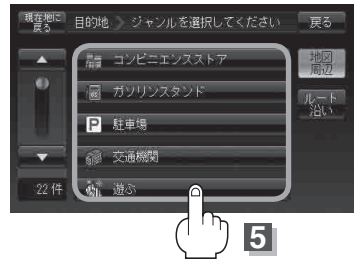 現在地に
戻る
目的地 ジャンルを選択してください
戻る
コンビニエンスストア
地図
周辺
ガソリンスタンド
ルート
沿い
P 駐車場
交通機関
22件
遊ぶ
5